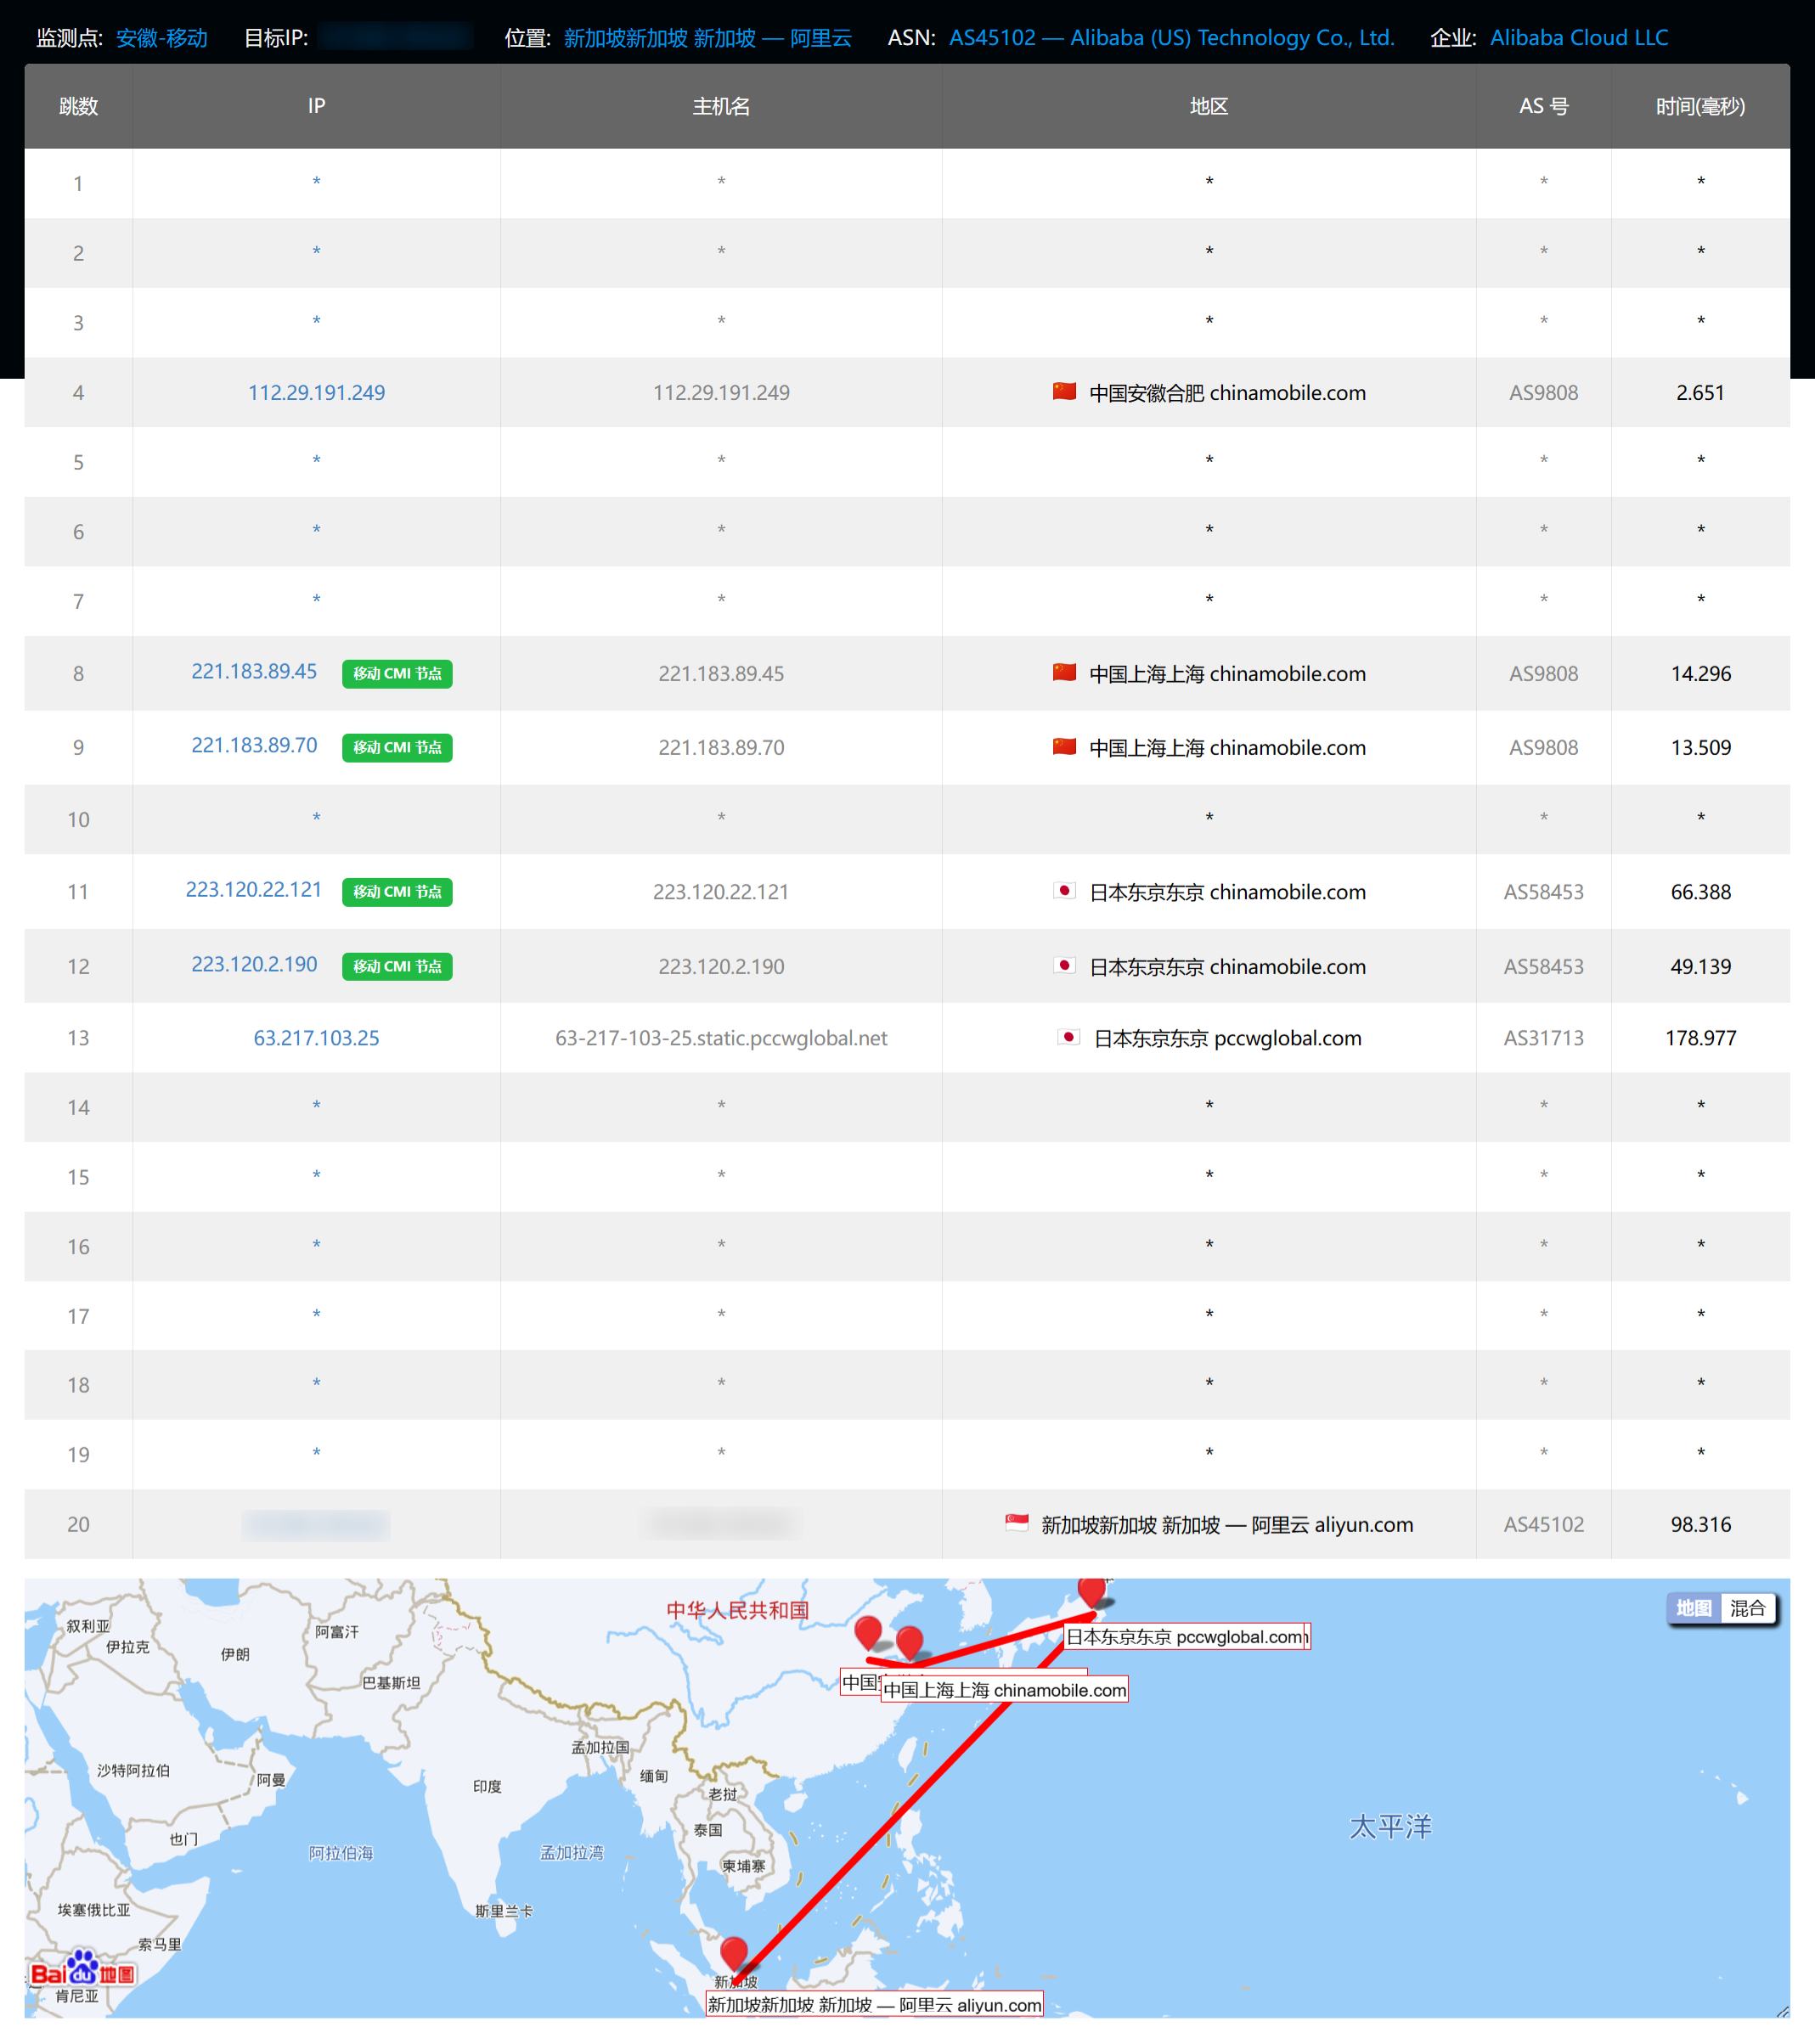 监测点: 安徽-移动 目标IP: 位置: 新加坡新加坡 新加坡 — 阿里云 ASN: AS45102 — Alibaba (US) Technology Co., Ltd. 企业: Alibaba Cloud LLC
跳数 IP 主机名 地区 AS 号 时间(毫秒)
1 * * * * *
2 * * * * *
3 * * * * *
4 112.29.191.249 112.29.191.249 中国安徽合肥 chinamobile.com AS9808 2.651
5 * * * * *
6 * * * * *
7 * * * * *
8 221.183.89.45 移动 CMI 节点 221.183.89.45 中国上海上海 chinamobile.com AS9808 14.296
9 221.183.89.70 移动 CMI 节点 221.183.89.70 中国上海上海 chinamobile.com AS9808 13.509
10 * * * * *
11 223.120.22.121 移动 CMI 节点 223.120.22.121 日本东京东京 chinamobile.com AS58453 66.388
12 223.120.2.190 移动 CMI 节点 223.120.2.190 日本东京东京 chinamobile.com AS58453 49.139
13 63.217.103.25 63-217-103-25.static.pccwglobal.net 日本东京东京 pccwglobal.com AS31713 178.977
14 * * * * *
15 * * * * *
16 * * * * *
17 * * * * *
18 * * * * *
19 * * * * *
20 新加坡新加坡 新加坡 — 阿里云 aliyun.com AS45102 98.316
中华人民共和国
地图 混合
叙利亚
伊拉克
伊朗
阿富汗
日本东京东京 pccwglobal.com
巴基斯坦
中国
中国上海上海 chinamobile.com
孟加拉国
沙特阿拉伯
阿曼
印度
缅甸
老挝
泰国
太平洋
也门
阿拉伯海
孟加拉湾
柬埔寨
埃塞俄比亚
斯里兰卡
索马里
Baidu地图
新加坡
肯尼亚
新加坡新加坡 新加坡 — 阿里云 aliyun.com